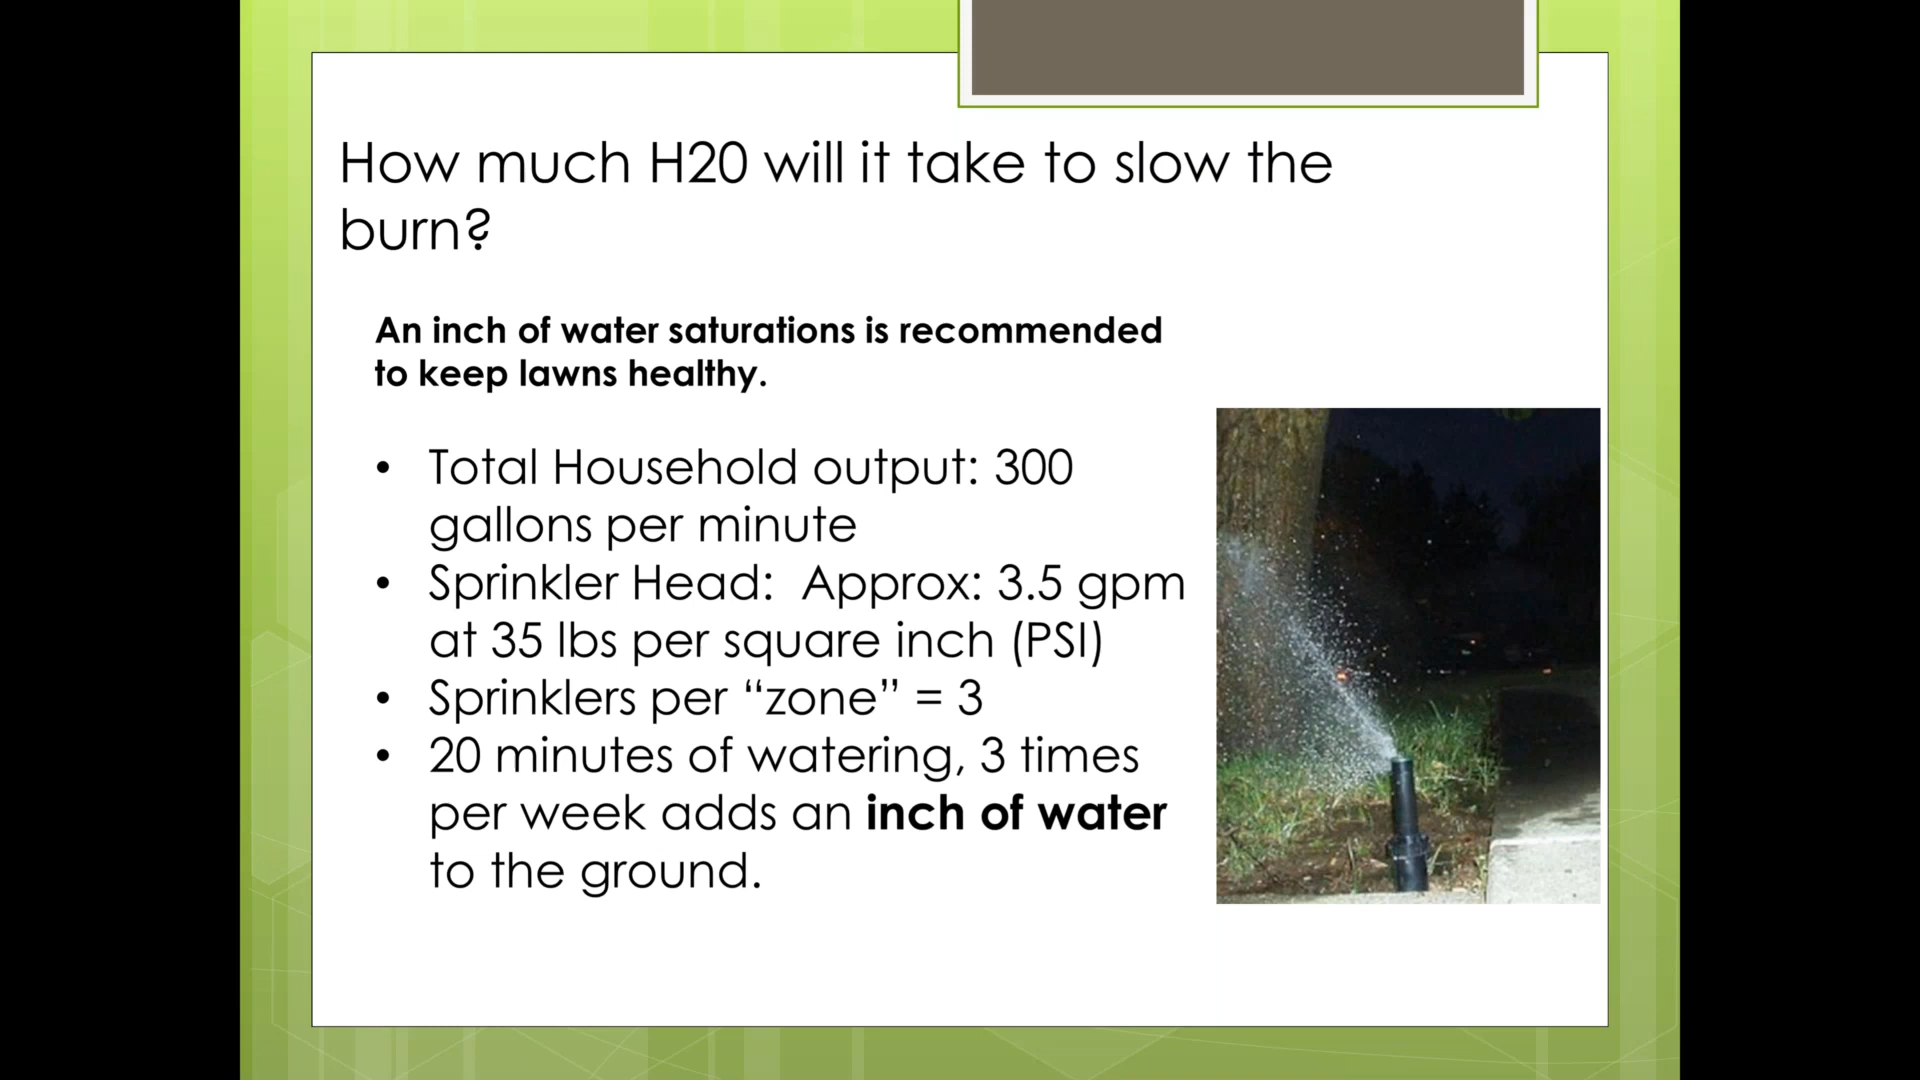 How much H20 will it take to slow the
burn?
An inch of water saturations is recommended
to keep lawns healthy.
• Total Household output: 300
gallons per minute
• Sprinkler Head:  Approx: 3.5 gpm
at 35 lbs per square inch (PSI)
• Sprinklers per “zone” = 3
• 20 minutes of watering, 3 times
per week adds an inch of water
to the ground.